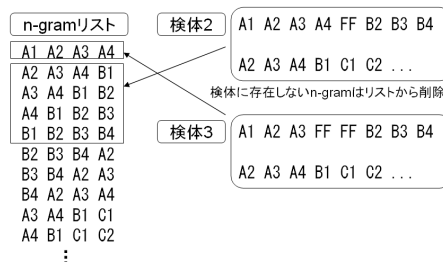 n-gramリスト
A1 A2 A3 A4
A2 A3 A4 B1
A3 A4 B1 B2
A4 B1 B2 B3
B1 B2 B3 B4
B2 B3 B4 A2
B3 B4 A2 A3
B4 A2 A3 A4
A3 A4 B1 C1
A4 B1 C1 C2
⋮
検体2
A1 A2 A3 A4 FF B2 B3 B4
A2 A3 A4 B1 C1 C2 ...
検体に存在しないn-gramはリストから削除
検体3
A1 A2 A3 FF FF B2 B3 B4
A2 A3 A4 B1 C1 C2 ...